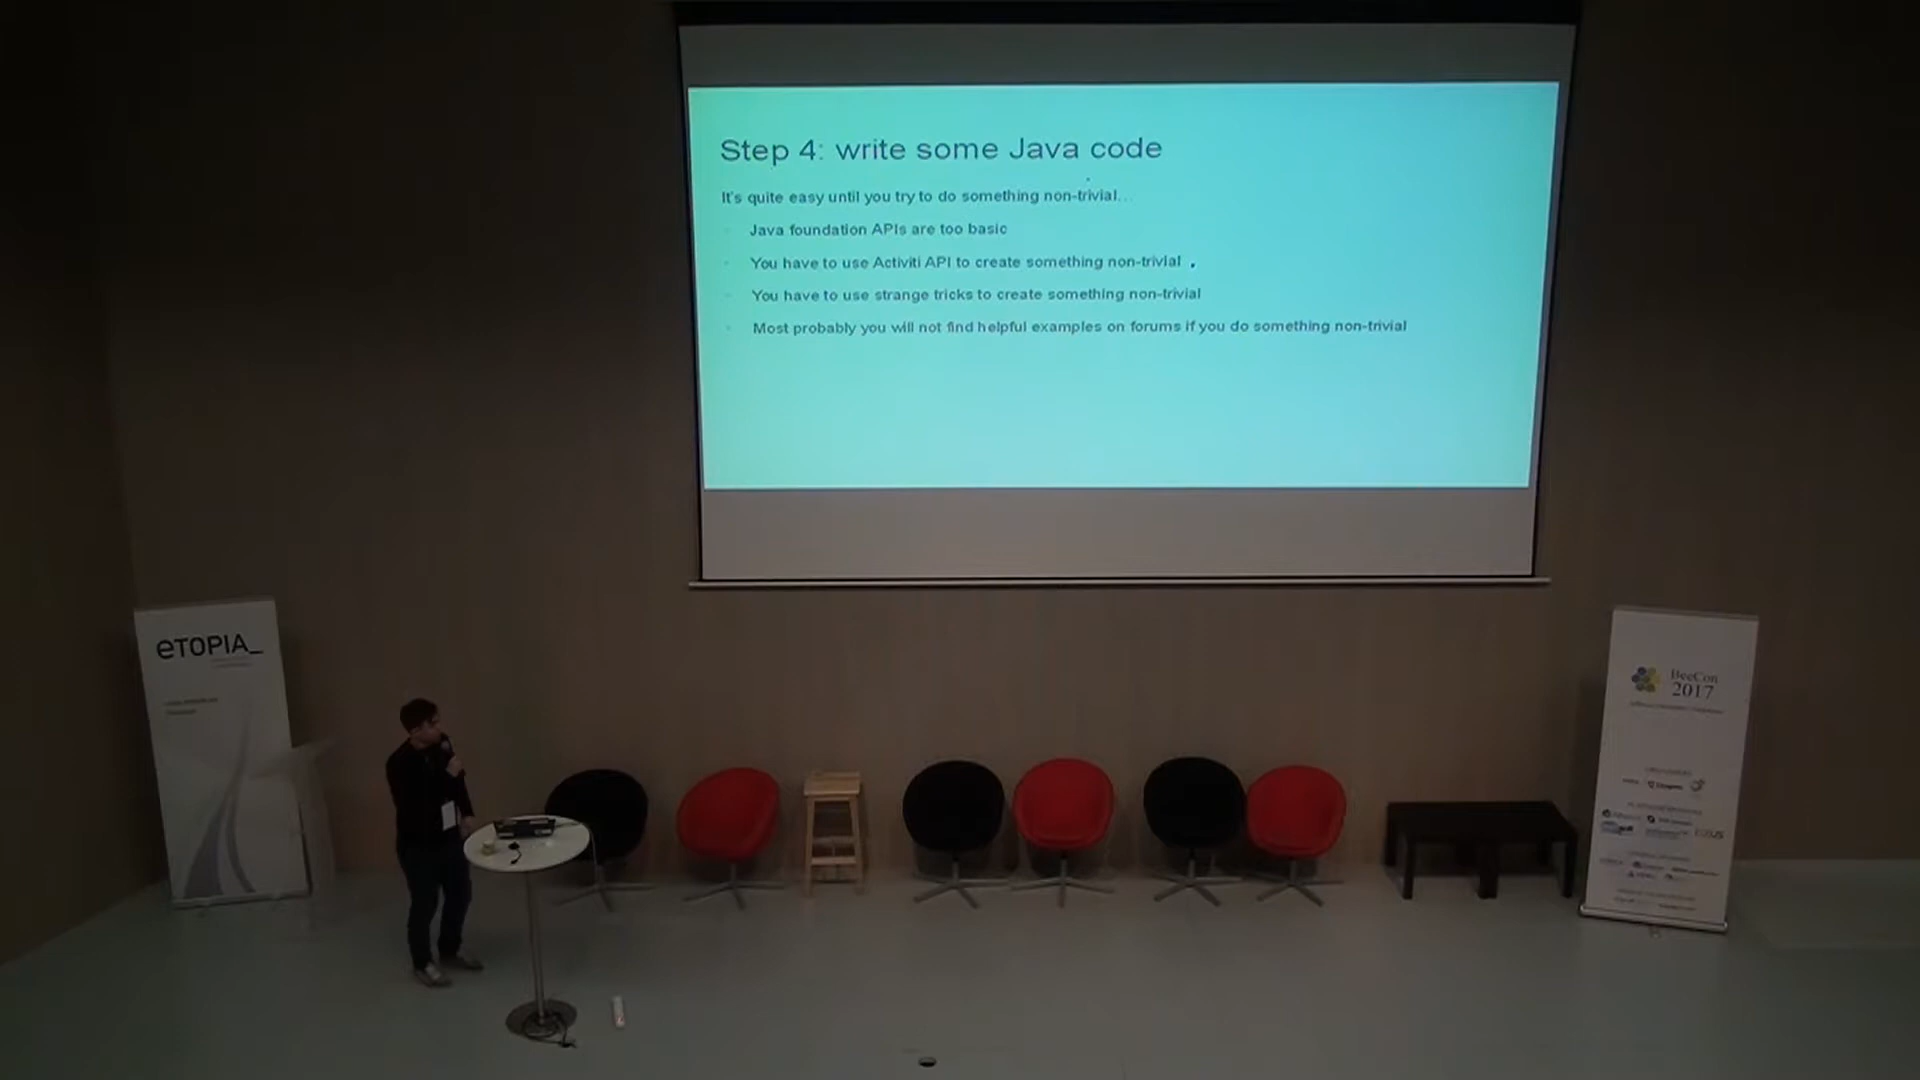 Step 4: write some Java code
It's quite easy until you try to do something non-trivial...
Java foundation APIs are too basic
You have to use Activiti API to create something non-trivial
You have to use strange tricks to create something non-trivial
Most probably you will not find helpful examples on forums if you do something non-trivial
eTOPIA_
BeeCon
2017